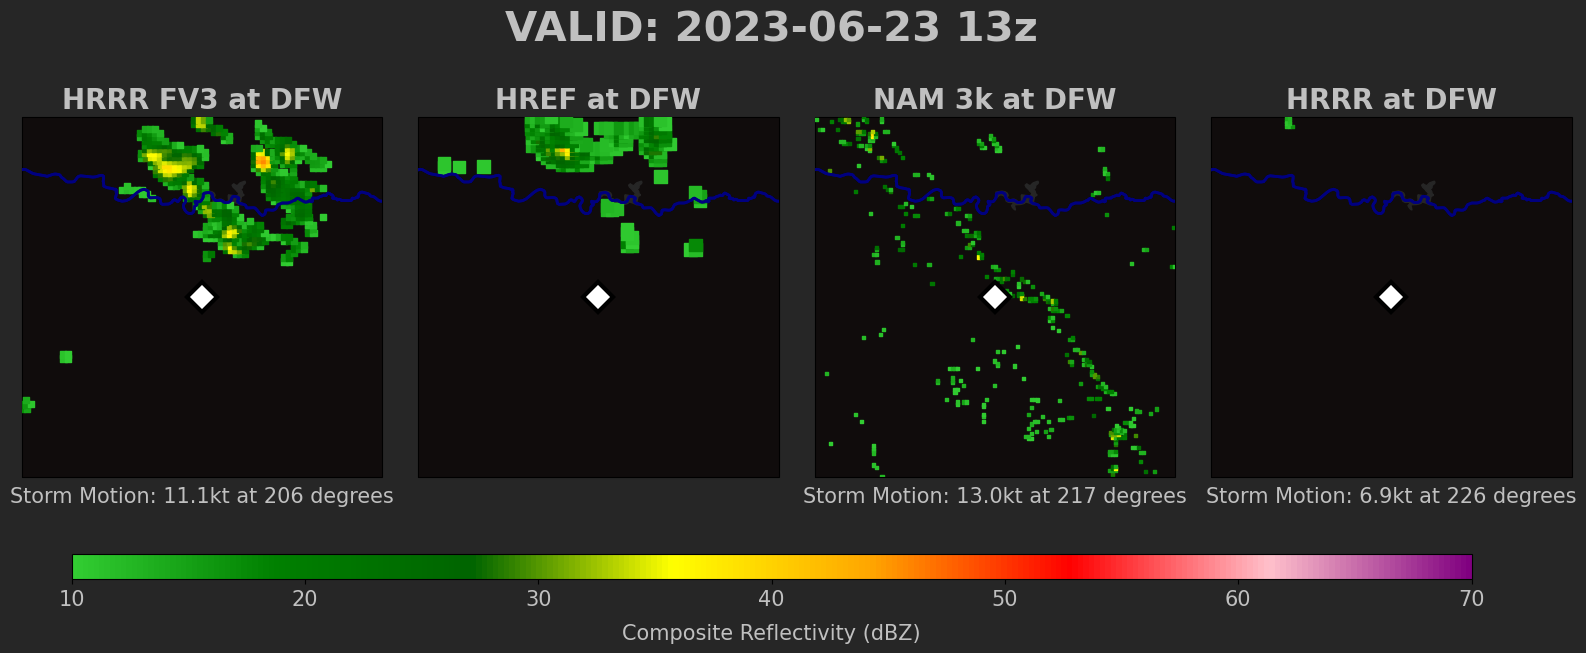 VALID: 2023-06-23 13z
HRRR FV3 at DFW
HREF at DFW
NAM 3k at DFW
HRRR at DFW
Storm Motion: 11.1kt at 206 degrees
Storm Motion: 13.0kt at 217 degrees
Storm Motion: 6.9kt at 226 degrees
10 20 30 40 50 60 70
Composite Reflectivity (dBZ)